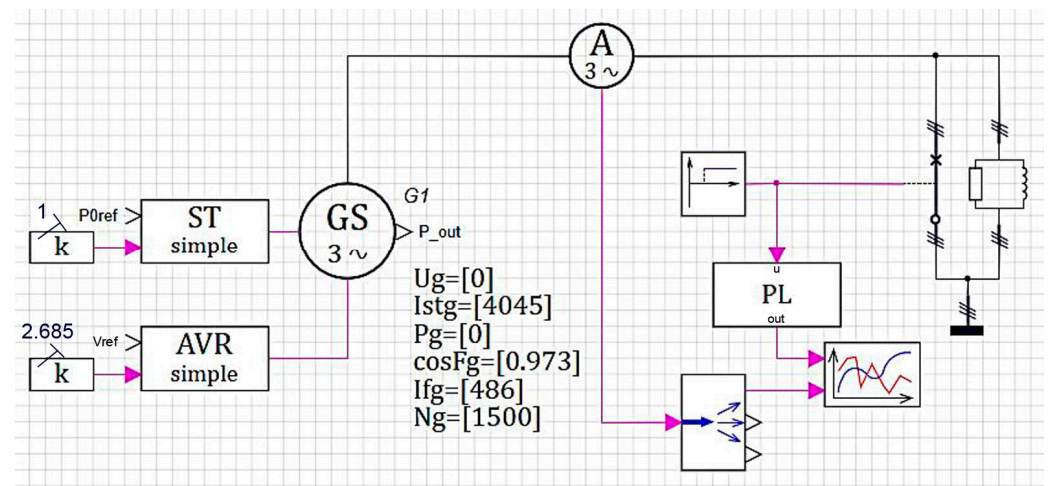 A
3 ~
G1
1
P0ref
ST
simple
k
GS
3 ~
P_out
Ug=[0]
Istg=[4045]
Pg=[0]
cosFg=[0.973]
Ifg=[486]
Ng=[1500]
2.685
Vref
AVR
simple
k
u
PL
out